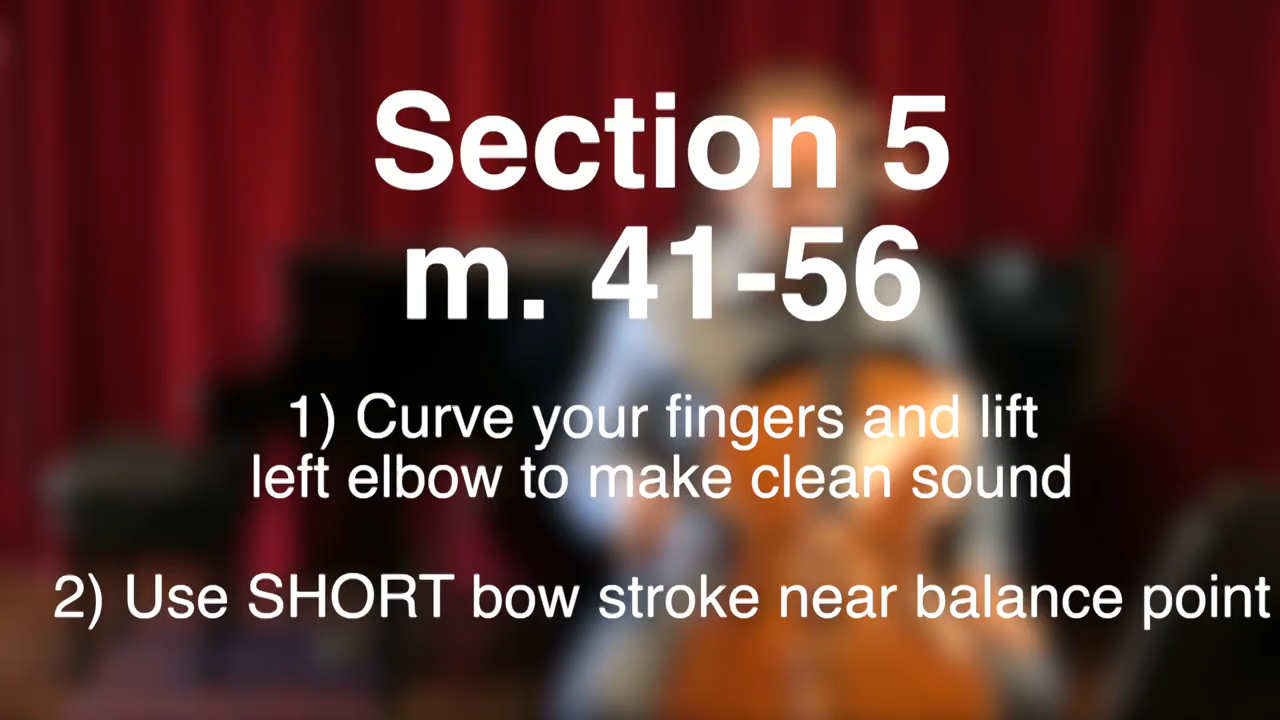 Section 5
m. 41-56
1) Curve your fingers and lift
left elbow to make clean sound
2) Use SHORT bow stroke near balance point